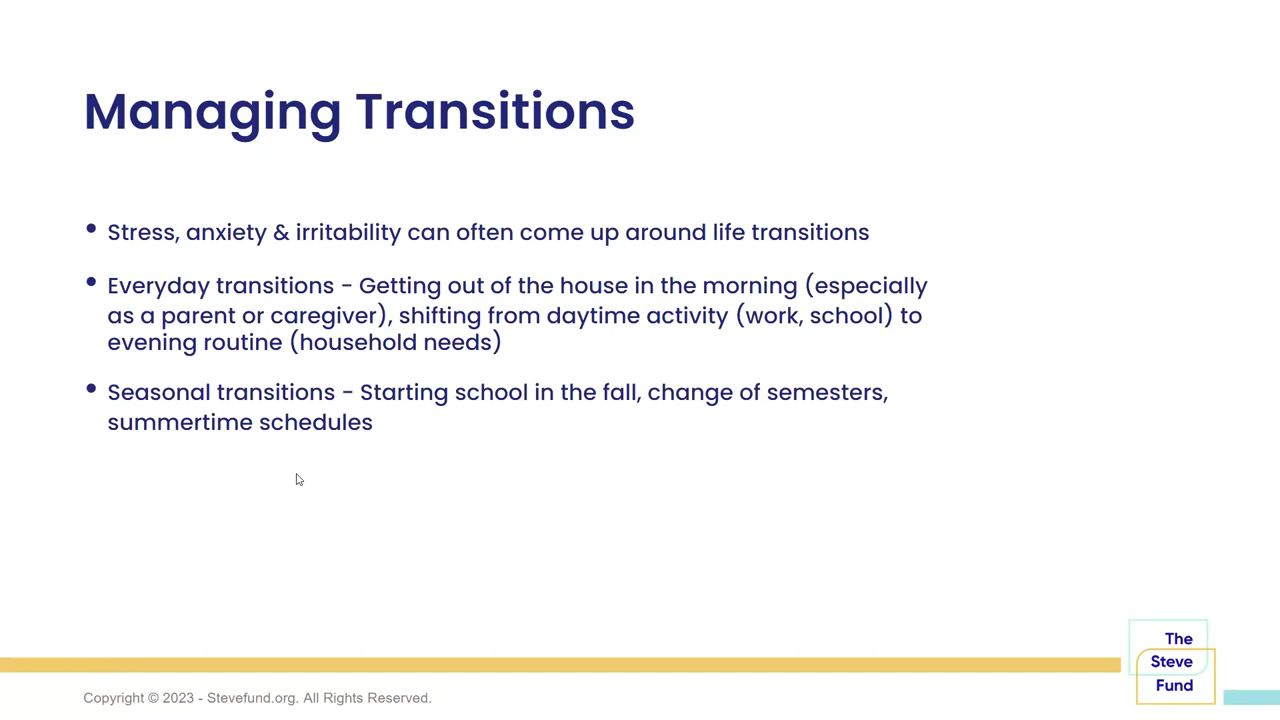 Managing Transitions
• Stress, anxiety & irritability can often come up around life transitions
• Everyday transitions - Getting out of the house in the morning (especially
as a parent or caregiver), shifting from daytime activity (work, school) to
evening routine (household needs)
• Seasonal transitions - Starting school in the fall, change of semesters,
summertime schedules
The
Steve
Fund
Copyright © 2023 - Stevefund.org. All Rights Reserved.